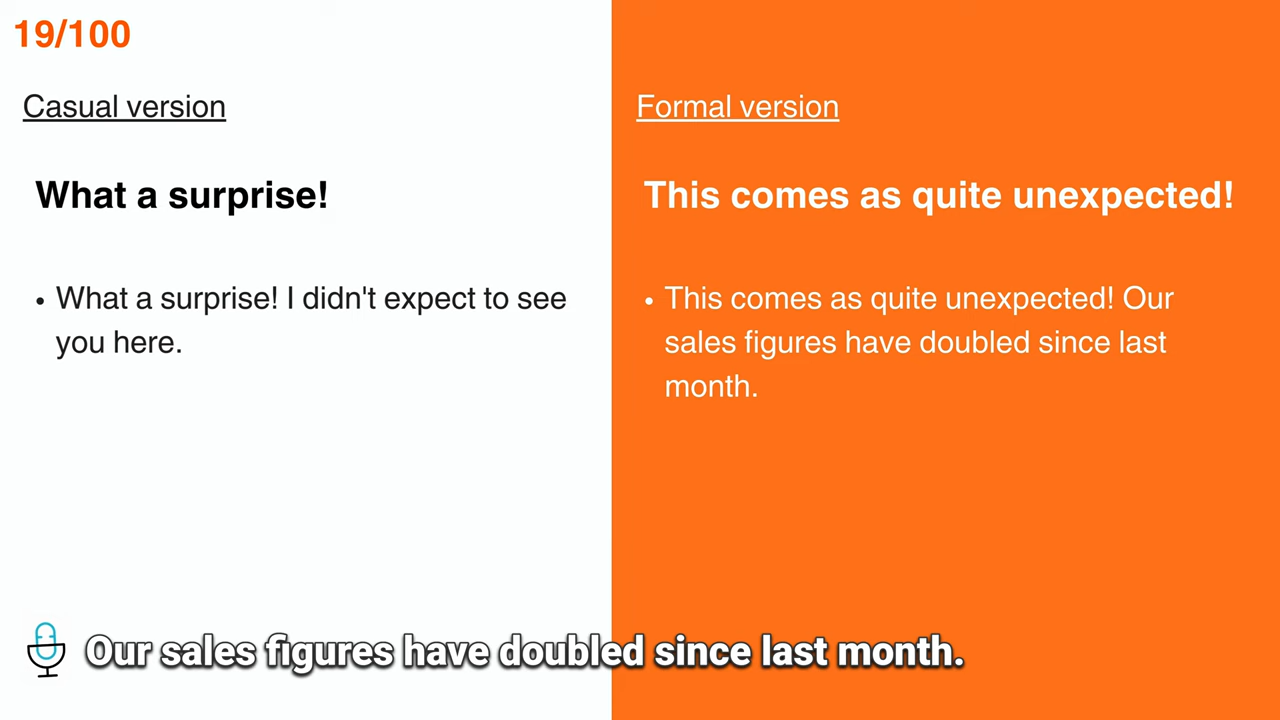 19/100
Casual version
What a surprise!
• What a surprise! I didn't expect to see
you here.
Formal version
This comes as quite unexpected!
• This comes as quite unexpected! Our
sales figures have doubled since last
month.
Our sales figures have doubled since last month.